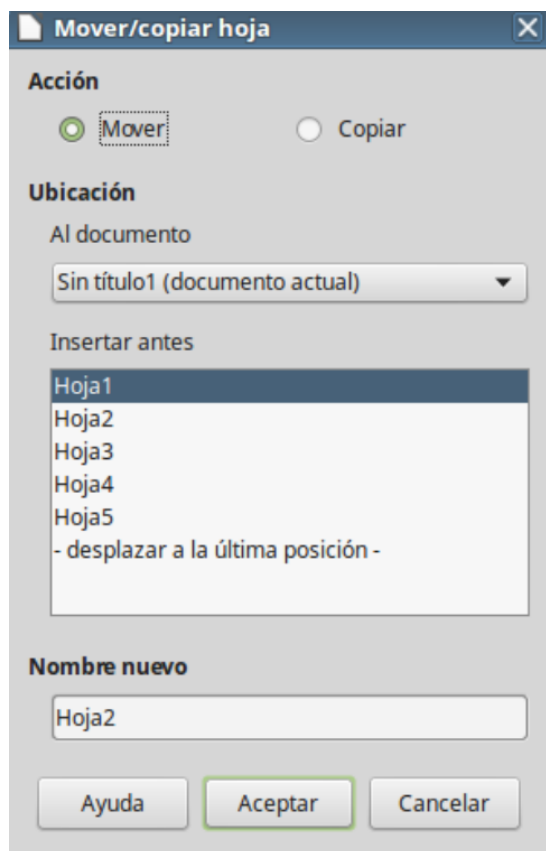 Mover/copiar hoja
Acción
Mover Copiar
Ubicación
Al documento
Sin título1 (documento actual)
Insertar antes
Hoja1
Hoja2
Hoja3
Hoja4
Hoja5
- desplazar a la última posición -
Nombre nuevo
Hoja2
Ayuda Aceptar Cancelar